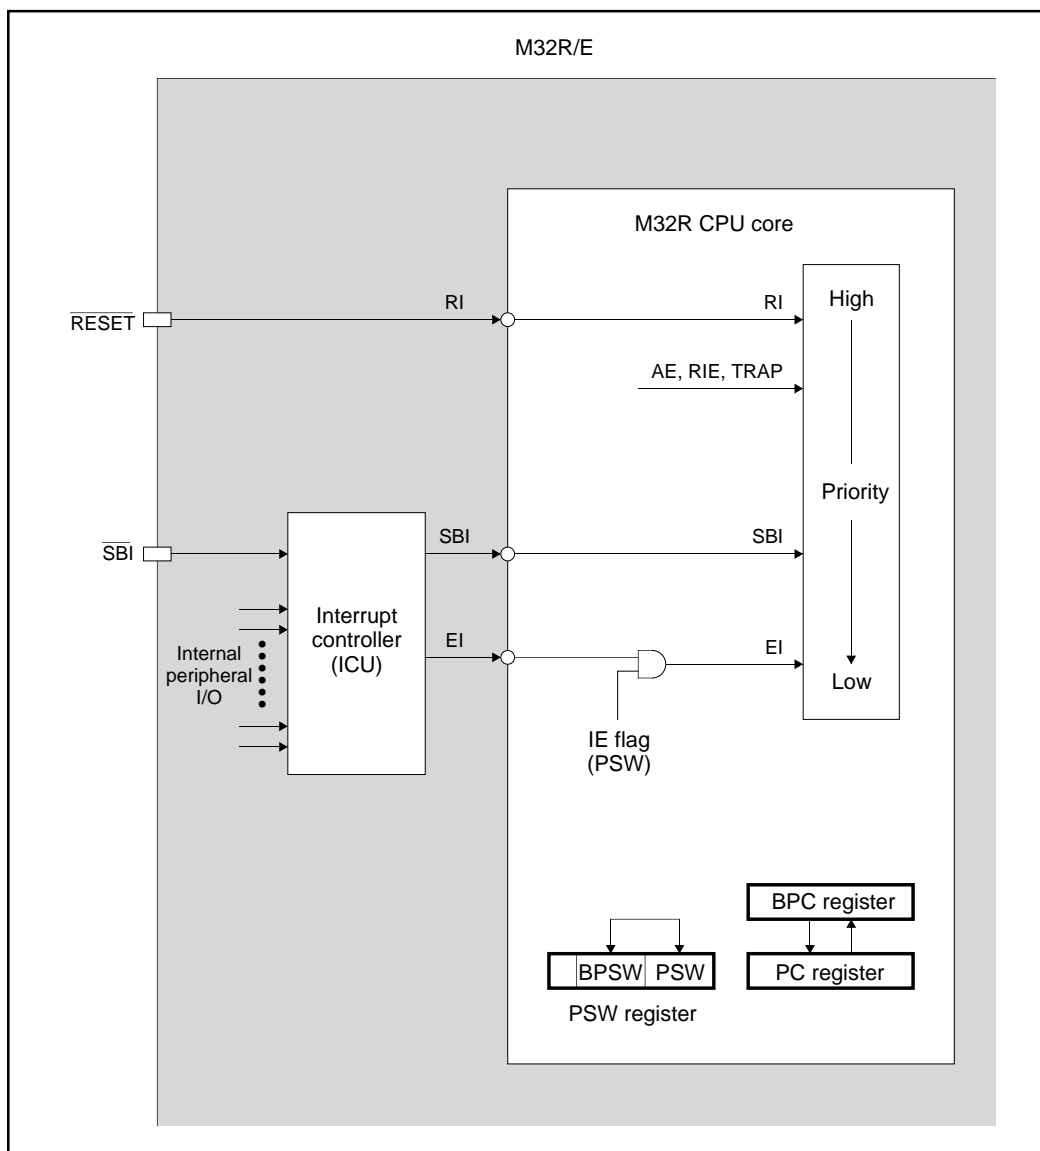 M32R/E
M32R CPU core
RESET
RI
RI
High
AE, RIE, TRAP
Priority
SBI
SBI
SBI
Interrupt
controller
(ICU)
EI
EI
Internal
peripheral
I/O
Low
IE flag
(PSW)
BPC register
BPSW
PSW
PC register
PSW register